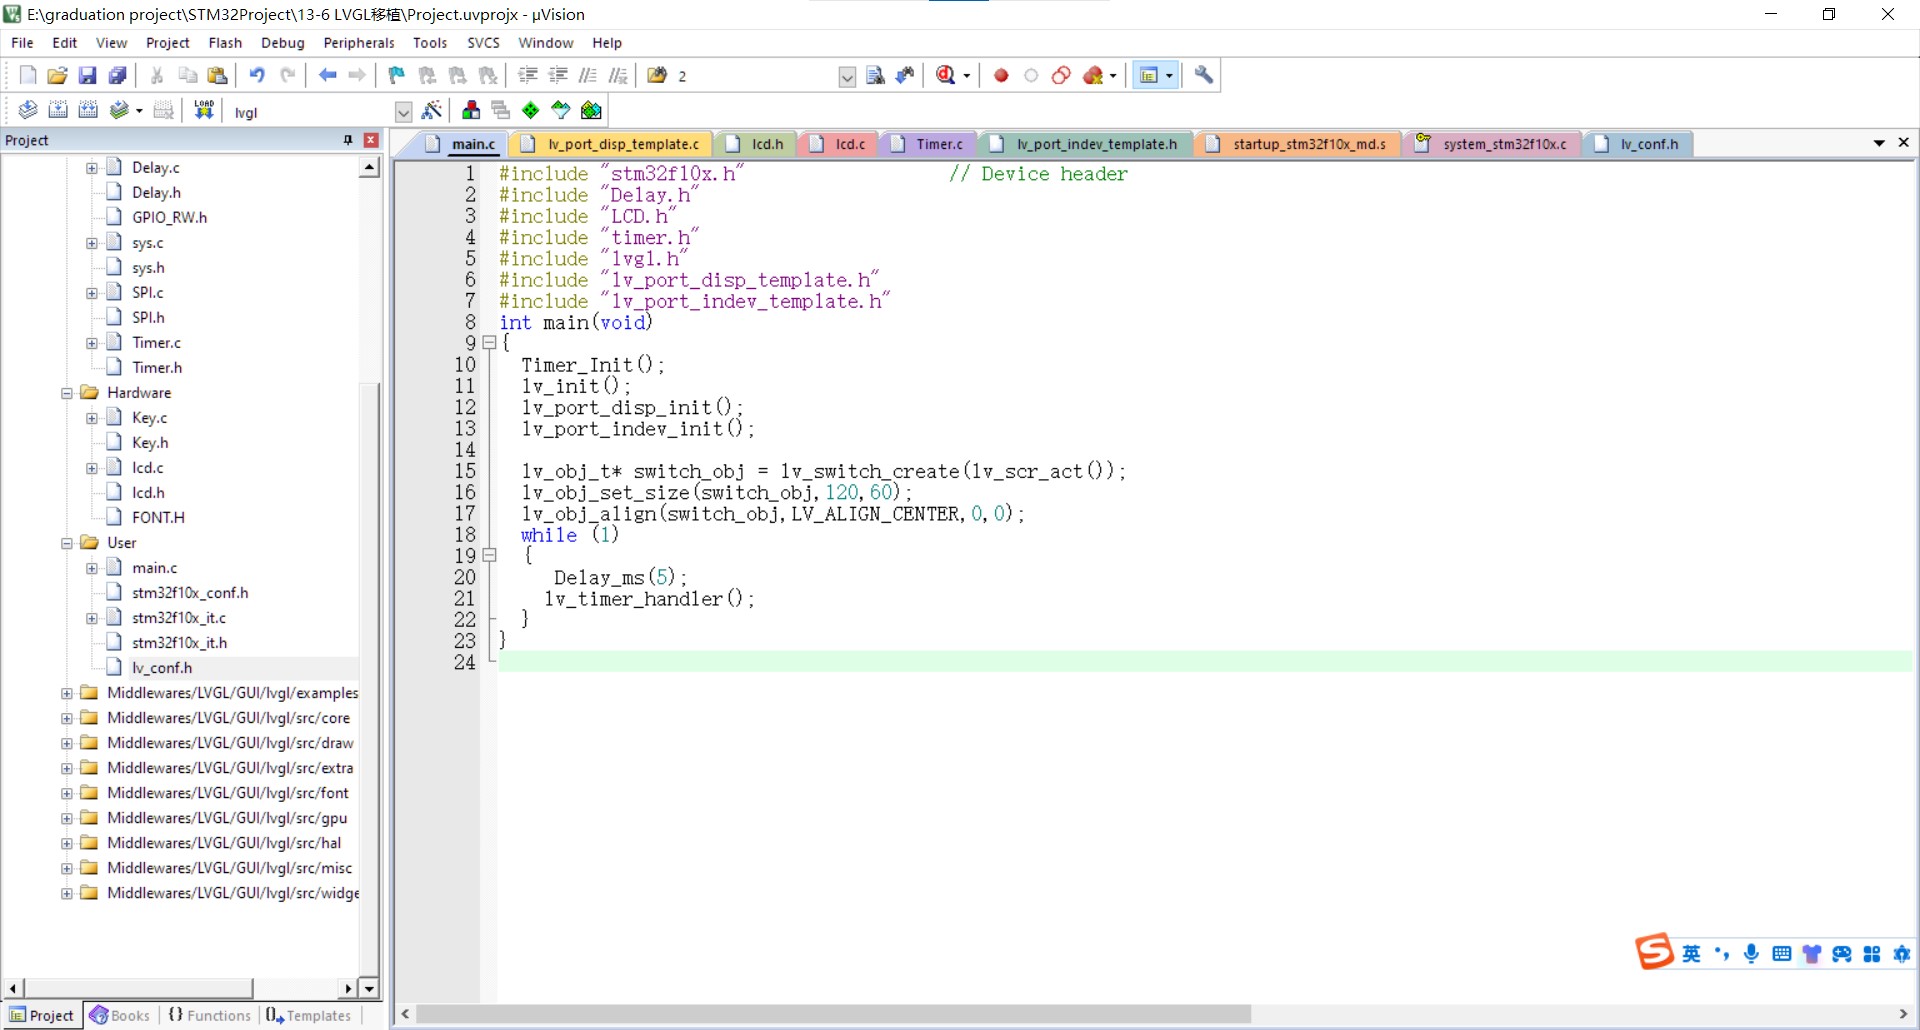 E:\graduation project\STM32Project\13-6 LVGL移植\Project.uvprojx - µVision
File Edit View Project Flash Debug Peripherals Tools SVCS Window Help
2
LOAD lvgl
Project
main.c lv_port_disp_template.c lcd.h lcd.c Timer.c lv_port_indev_template.h startup_stm32f10x_md.s system_stm32f10x.c lv_conf.h
Delay.c
Delay.h
GPIO_RW.h
sys.c
sys.h
SPI.c
SPI.h
Timer.c
Timer.h
Hardware
Key.c
Key.h
lcd.c
lcd.h
FONT.H
User
main.c
stm32f10x_conf.h
stm32f10x_it.c
stm32f10x_it.h
lv_conf.h
Middlewares/LVGL/GUI/lvgl/examples
Middlewares/LVGL/GUI/lvgl/src/core
Middlewares/LVGL/GUI/lvgl/src/draw
Middlewares/LVGL/GUI/lvgl/src/extra
Middlewares/LVGL/GUI/lvgl/src/font
Middlewares/LVGL/GUI/lvgl/src/gpu
Middlewares/LVGL/GUI/lvgl/src/hal
Middlewares/LVGL/GUI/lvgl/src/misc
Middlewares/LVGL/GUI/lvgl/src/widge
Project Books {} Functions Templates
1 #include "stm32f10x.h" // Device header
2 #include "Delay.h"
3 #include "LCD.h"
4 #include "timer.h"
5 #include "lvgl.h"
6 #include "lv_port_disp_template.h"
7 #include "lv_port_indev_template.h"
8 int main(void)
9 {
10 Timer_Init();
11 lv_init();
12 lv_port_disp_init();
13 lv_port_indev_init();
14
15 lv_obj_t* switch_obj = lv_switch_create(lv_scr_act());
16 lv_obj_set_size(switch_obj,120,60);
17 lv_obj_align(switch_obj,LV_ALIGN_CENTER,0,0);
18 while (1)
19 {
20 Delay_ms(5);
21 lv_timer_handler();
22 }
23 }
24
英